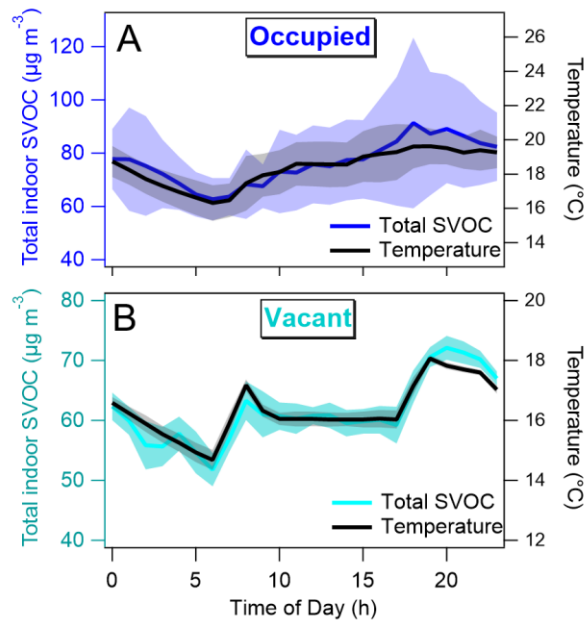 A
Occupied
Total indoor SVOC (µg m⁻³)
120
100
80
60
40
Temperature (°C)
26
24
22
20
18
16
14
Total SVOC
Temperature
B
Vacant
Total indoor SVOC (µg m⁻³)
80
70
60
50
40
Temperature (°C)
20
18
16
14
12
Total SVOC
Temperature
0
5
10
15
20
Time of Day (h)